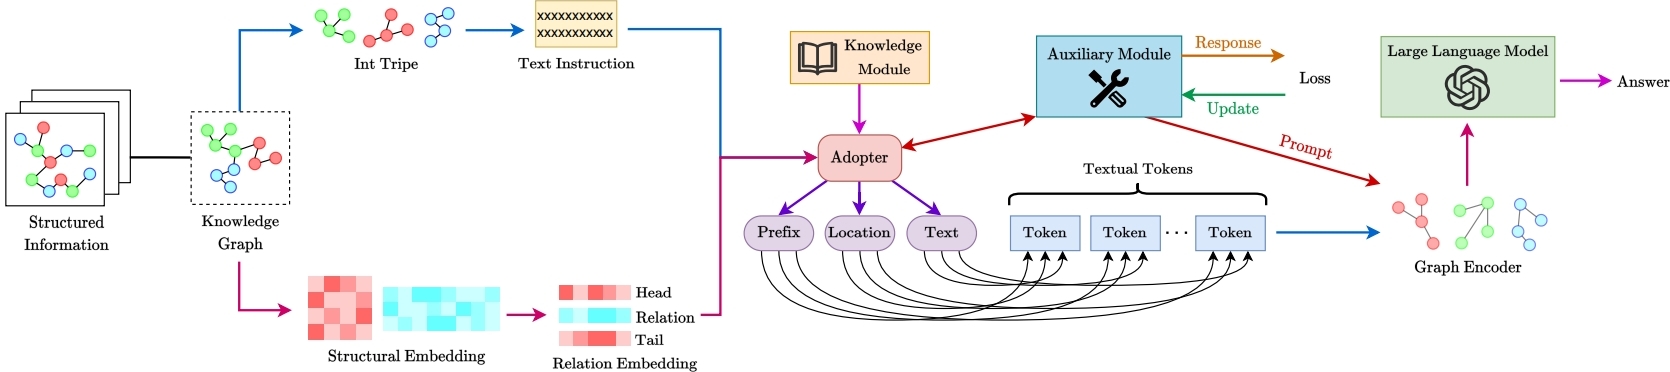 Structured
Information
Knowledge
Graph
Int Tripe
XXXXXXXXXXX
XXXXXXXXXXX
Text Instruction
Structural Embedding
Head
Relation
Tail
Relation Embedding
Knowledge
Module
Adopter
Prefix
Location
Text
Auxiliary Module
Response
Loss
Update
Prompt
Textual Tokens
Token
Token
...
Token
Graph Encoder
Large Language Model
Answer